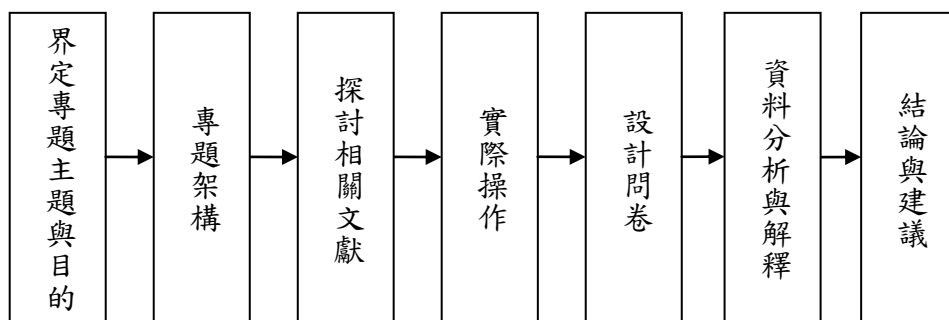 界定專題主題與目的
專題架構
探討相關文獻
實際操作
設計問卷
資料分析與解釋
結論與建議